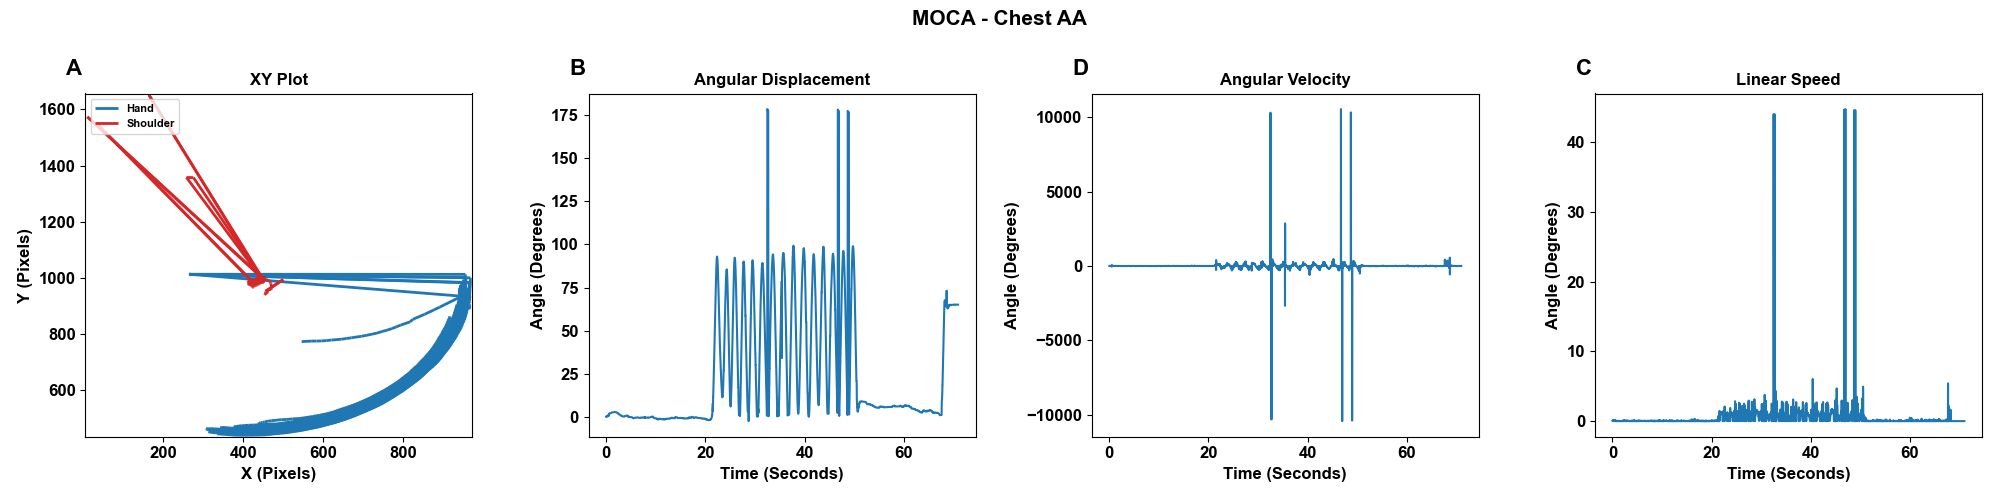 MOCA - Chest AA
A
XY Plot
Hand
Shoulder
1600
1400
1200
1000
800
600
Y (Pixels)
200
400
600
800
X (Pixels)
B
Angular Displacement
175
150
125
100
75
50
25
0
Angle (Degrees)
0
20
40
60
Time (Seconds)
D
Angular Velocity
10000
5000
0
−5000
−10000
Angle (Degrees)
0
20
40
60
Time (Seconds)
C
Linear Speed
40
30
20
10
0
Angle (Degrees)
0
20
40
60
Time (Seconds)